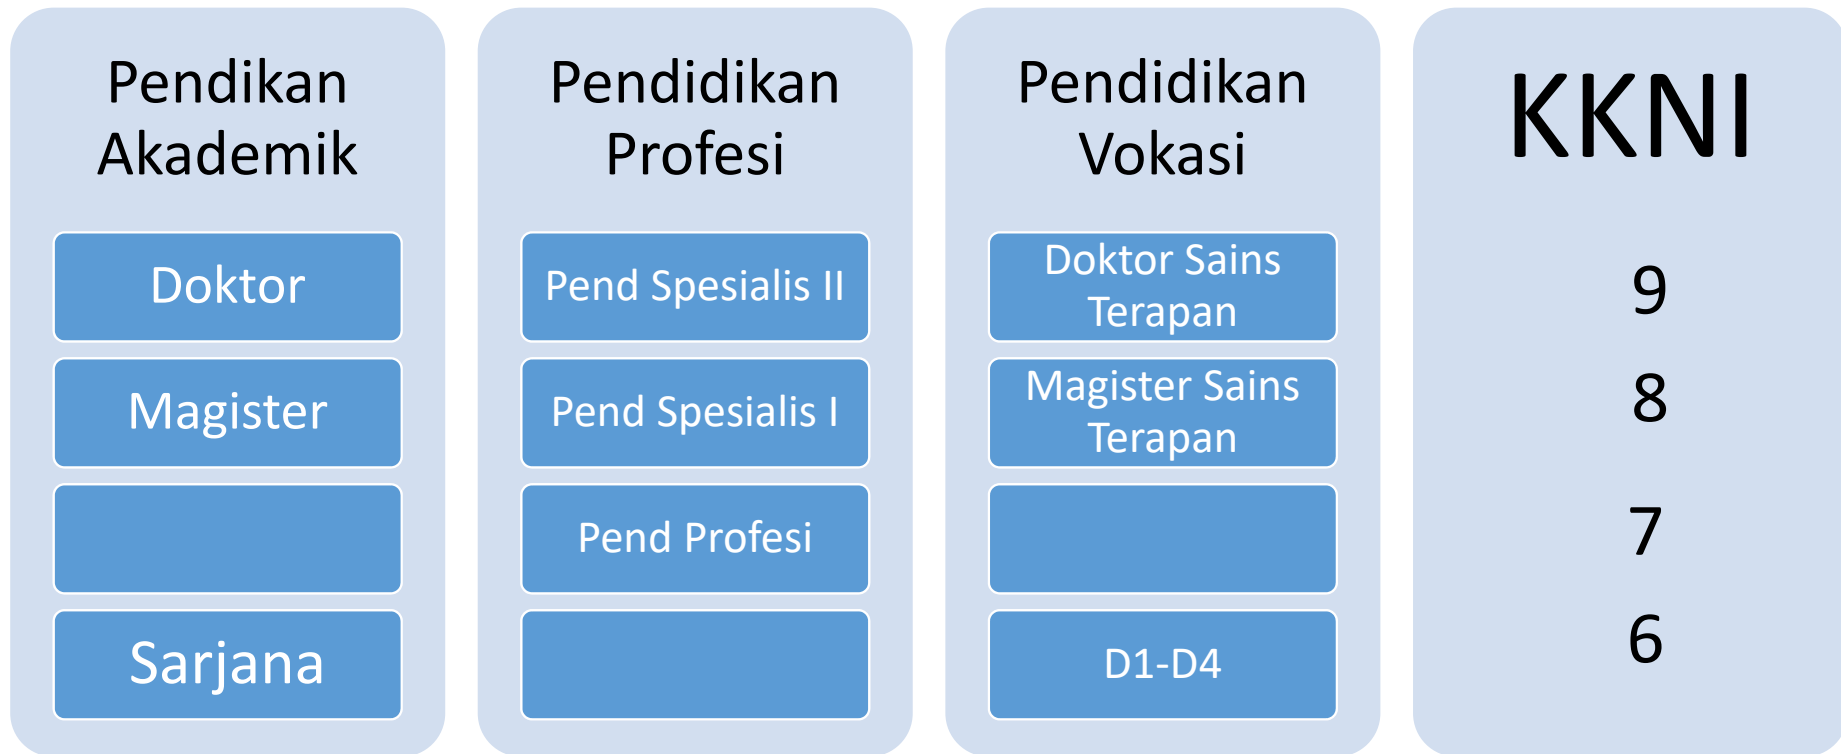 Pendikan
Akademik
Doktor
Magister
Sarjana
Pendidikan
Profesi
Pend Spesialis II
Pend Spesialis I
Pend Profesi
Pendidikan
Vokasi
Doktor Sains
Terapan
Magister Sains
Terapan
D1-D4
KKNI
9
8
7
6